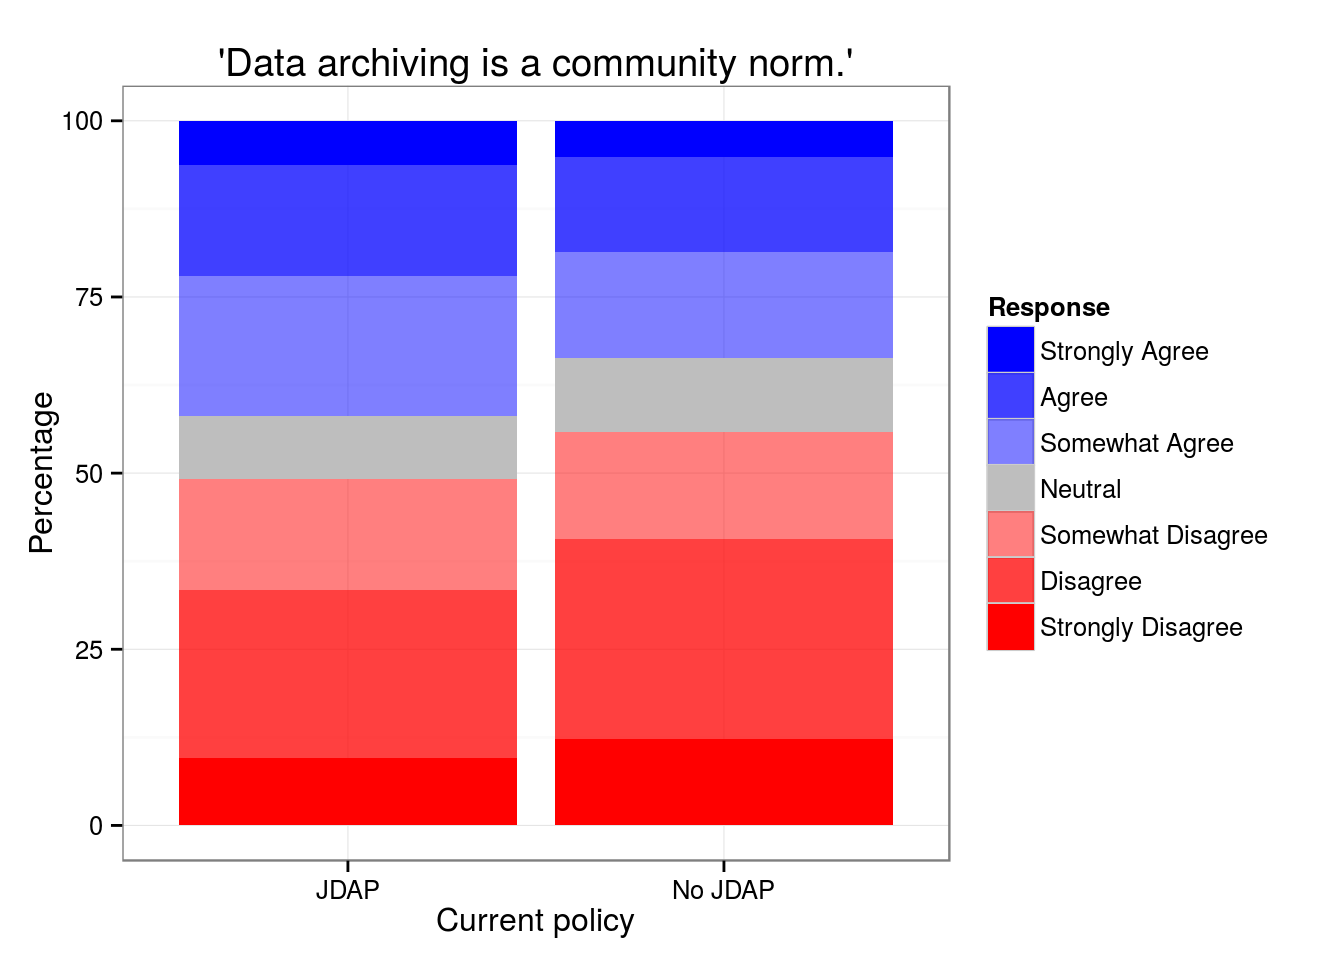 'Data archiving is a community norm.'
Percentage
100
75
50
25
0
JDAP
No JDAP
Current policy
Response
Strongly Agree
Agree
Somewhat Agree
Neutral
Somewhat Disagree
Disagree
Strongly Disagree